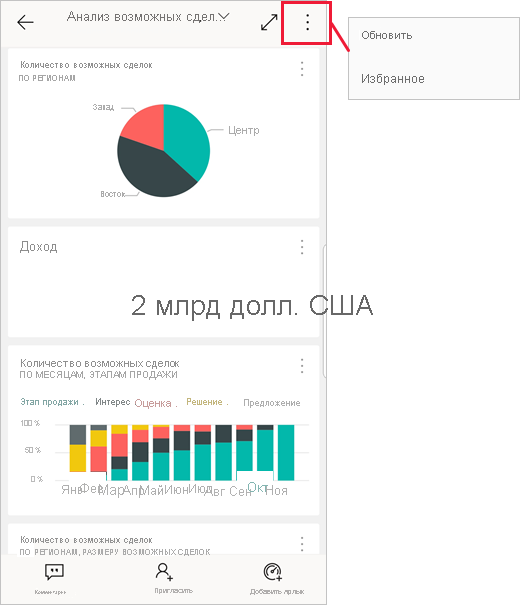 Анализ возможных сдел...
Обновить
Избранное
Количество возможных сделок
ПО РЕГИОНАМ
Запад
Центр
Восток
Доход
2 млрд долл. США
Количество возможных сделок
ПО МЕСЯЦАМ, ЭТАПАМ ПРОДАЖИ
Этап продажи . Интерес Оценка . Решение . Предложение
100 %
50 %
0 %
Янв Фев Мар Апр Май Июн Июл Авг Сен Окт Ноя
Количество возможных сделок
ПО РЕГИОНАМ, РАЗМЕРУ ВОЗМОЖНЫХ СДЕЛОК
Комментарии Пригласить Добавить ярлык